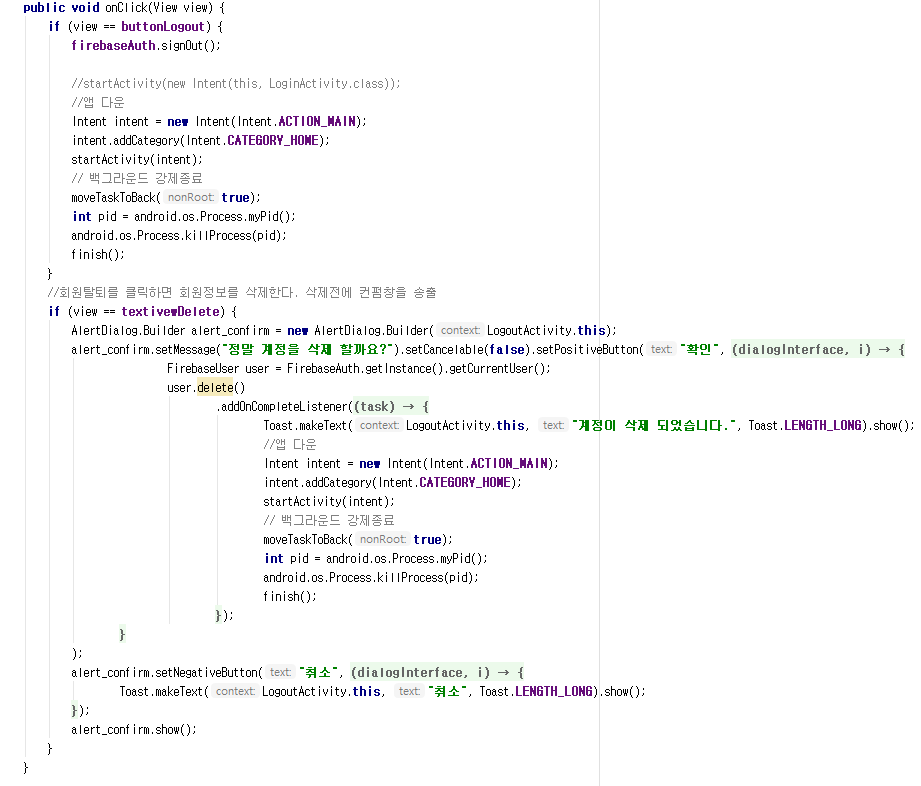 public void onClick(View view) {
if (view == buttonLogout) {
firebaseAuth.signOut();
//startActivity(new Intent(this, LoginActivity.class));
//앱 다운
Intent intent = new Intent(Intent.ACTION_MAIN);
intent.addCategory(Intent.CATEGORY_HOME);
startActivity(intent);
// 백그라운드 강제종료
moveTaskToBack( nonRoot: true);
int pid = android.os.Process.myPid();
android.os.Process.killProcess(pid);
finish();
}
//회원탈퇴를 클릭하면 회원정보를 삭제한다. 삭제전에 컨펌창을 송출
if (view == textivewDelete) {
AlertDialog.Builder alert_confirm = new AlertDialog.Builder( context: LogoutActivity.this);
alert_confirm.setMessage("정말 계정을 삭제 할까요?").setCancelable(false).setPositiveButton( text: "확인", (dialogInterface, i) → {
FirebaseUser user = FirebaseAuth.getInstance().getCurrentUser();
user.delete()
.addOnCompleteListener((task) → {
Toast.makeText( context: LogoutActivity.this, text: "계정이 삭제 되었습니다.", Toast.LENGTH_LONG).show();
//앱 다운
Intent intent = new Intent(Intent.ACTION_MAIN);
intent.addCategory(Intent.CATEGORY_HOME);
startActivity(intent);
// 백그라운드 강제종료
moveTaskToBack( nonRoot: true);
int pid = android.os.Process.myPid();
android.os.Process.killProcess(pid);
finish();
});
}
);
alert_confirm.setNegativeButton( text: "취소", (dialogInterface, i) → {
Toast.makeText( context: LogoutActivity.this, text: "취소", Toast.LENGTH_LONG).show();
});
alert_confirm.show();
}
}